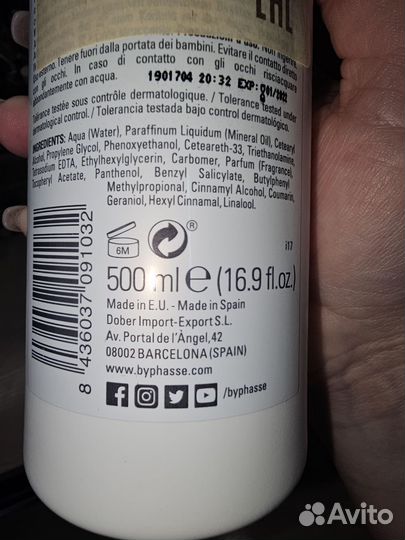 EAC
uso esterno. Tenere fuori dalla portata dei bambini. Evitare il contatto diretto
con gli occhi. In caso di contatto con gli occhi risciacquare
abbondantemente con acqua.
1901704 20:32 EXP:
Tolerance testée sous contrôle dermatologique. / Tolerance tested under
dermatological control. / Tolerancia testada bajo control dermatológico.
INGREDIENTS: Aqua (Water), Paraffinum Liquidum (Mineral Oil), Cetearyl
Alcohol, Propylene Glycol, Phenoxyethanol, Ceteareth-33, Triethanolamine,
Tetrasodium EDTA, Ethylhexylglycerin, Carbomer, Parfum (Fragrance),
Tocopheryl Acetate, Panthenol, Benzyl Salicylate, Butylphenyl
Methylpropional, Cinnamyl Alcohol, Coumarin,
Geraniol, Hexyl Cinnamal, Linalool.
6M
®
i17
500 ml e (16.9 fl.oz.)
Made in E.U. - Made in Spain
Dober Import-Export S.L.
Av. Portal de l'Àngel, 42
08002 BARCELONA (SPAIN)
www.byphasse.com
/byphasse
8 436037 091032
Avito